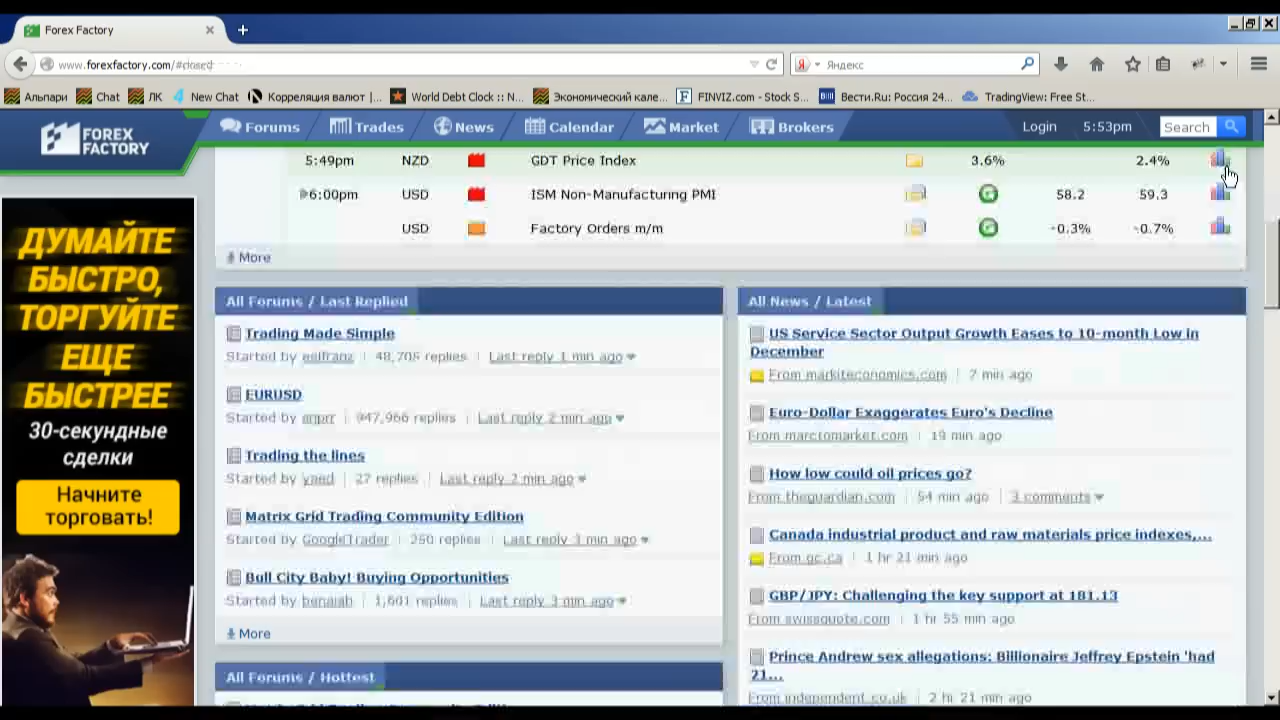 Forex Factory
www.forexfactory.com/#closed
Яндекс
Альпари
Chat
ЛК
New Chat
Корреляция валют |...
World Debt Clock :: N...
Экономический кале...
FINVIZ.com - Stock S...
Вести.Ru: Россия 24...
TradingView: Free St...
FOREX
FACTORY
Forums
Trades
News
Calendar
Market
Brokers
Login
5:53pm
Search
5:49pm NZD GDT Price Index 3.6% 2.4%
6:00pm USD ISM Non-Manufacturing PMI 58.2 59.3
USD Factory Orders m/m -0.3% -0.7%
More
ДУМАЙТЕ
БЫСТРО,
ТОРГУЙТЕ
ЕЩЕ
БЫСТРЕЕ
30-секундные
сделки
Начните
торговать!
All Forums / Last Replied
Trading Made Simple
Started by | 48,705 replies | Last reply 1 min ago
EURUSD
Started by | 947,966 replies | Last reply 2 min ago
Trading the lines
Started by | 27 replies | Last reply 2 min ago
Matrix Grid Trading Community Edition
Started by GoogleTrader | 250 replies | Last reply 3 min ago
Bull City Baby! Buying Opportunities
Started by benaiah | 1,601 replies | Last reply 3 min ago
More
All Forums / Hottest
All News / Latest
US Service Sector Output Growth Eases to 10-month Low in
December
From markiteconomics.com | 7 min ago
Euro-Dollar Exaggerates Euro's Decline
From marctomarket.com | 19 min ago
How low could oil prices go?
From theguardian.com | 54 min ago | 3 comments
Canada industrial product and raw materials price indexes,...
From gc.ca | 1 hr 21 min ago
GBP/JPY: Challenging the key support at 181.13
From swissquote.com | 1 hr 55 min ago
Prince Andrew sex allegations: Billionaire Jeffrey Epstein 'had
21...
From independent.co.uk | 2 hr 21 min ago